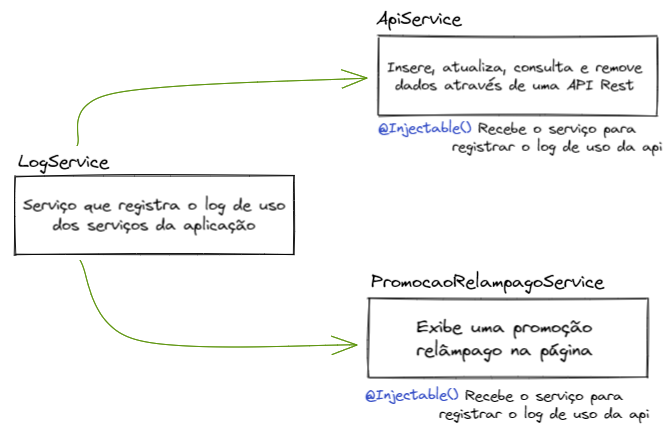 ApiService
Insere, atualiza, consulta e remove
dados através de uma API Rest
@Injectable() Recebe o serviço para
registrar o log de uso da api
LogService
Serviço que registra o log de uso
dos serviços da aplicação
PromocaoRelampagoService
Exibe uma promoção
relâmpago na página
@Injectable() Recebe o serviço para
registrar o log de uso da api